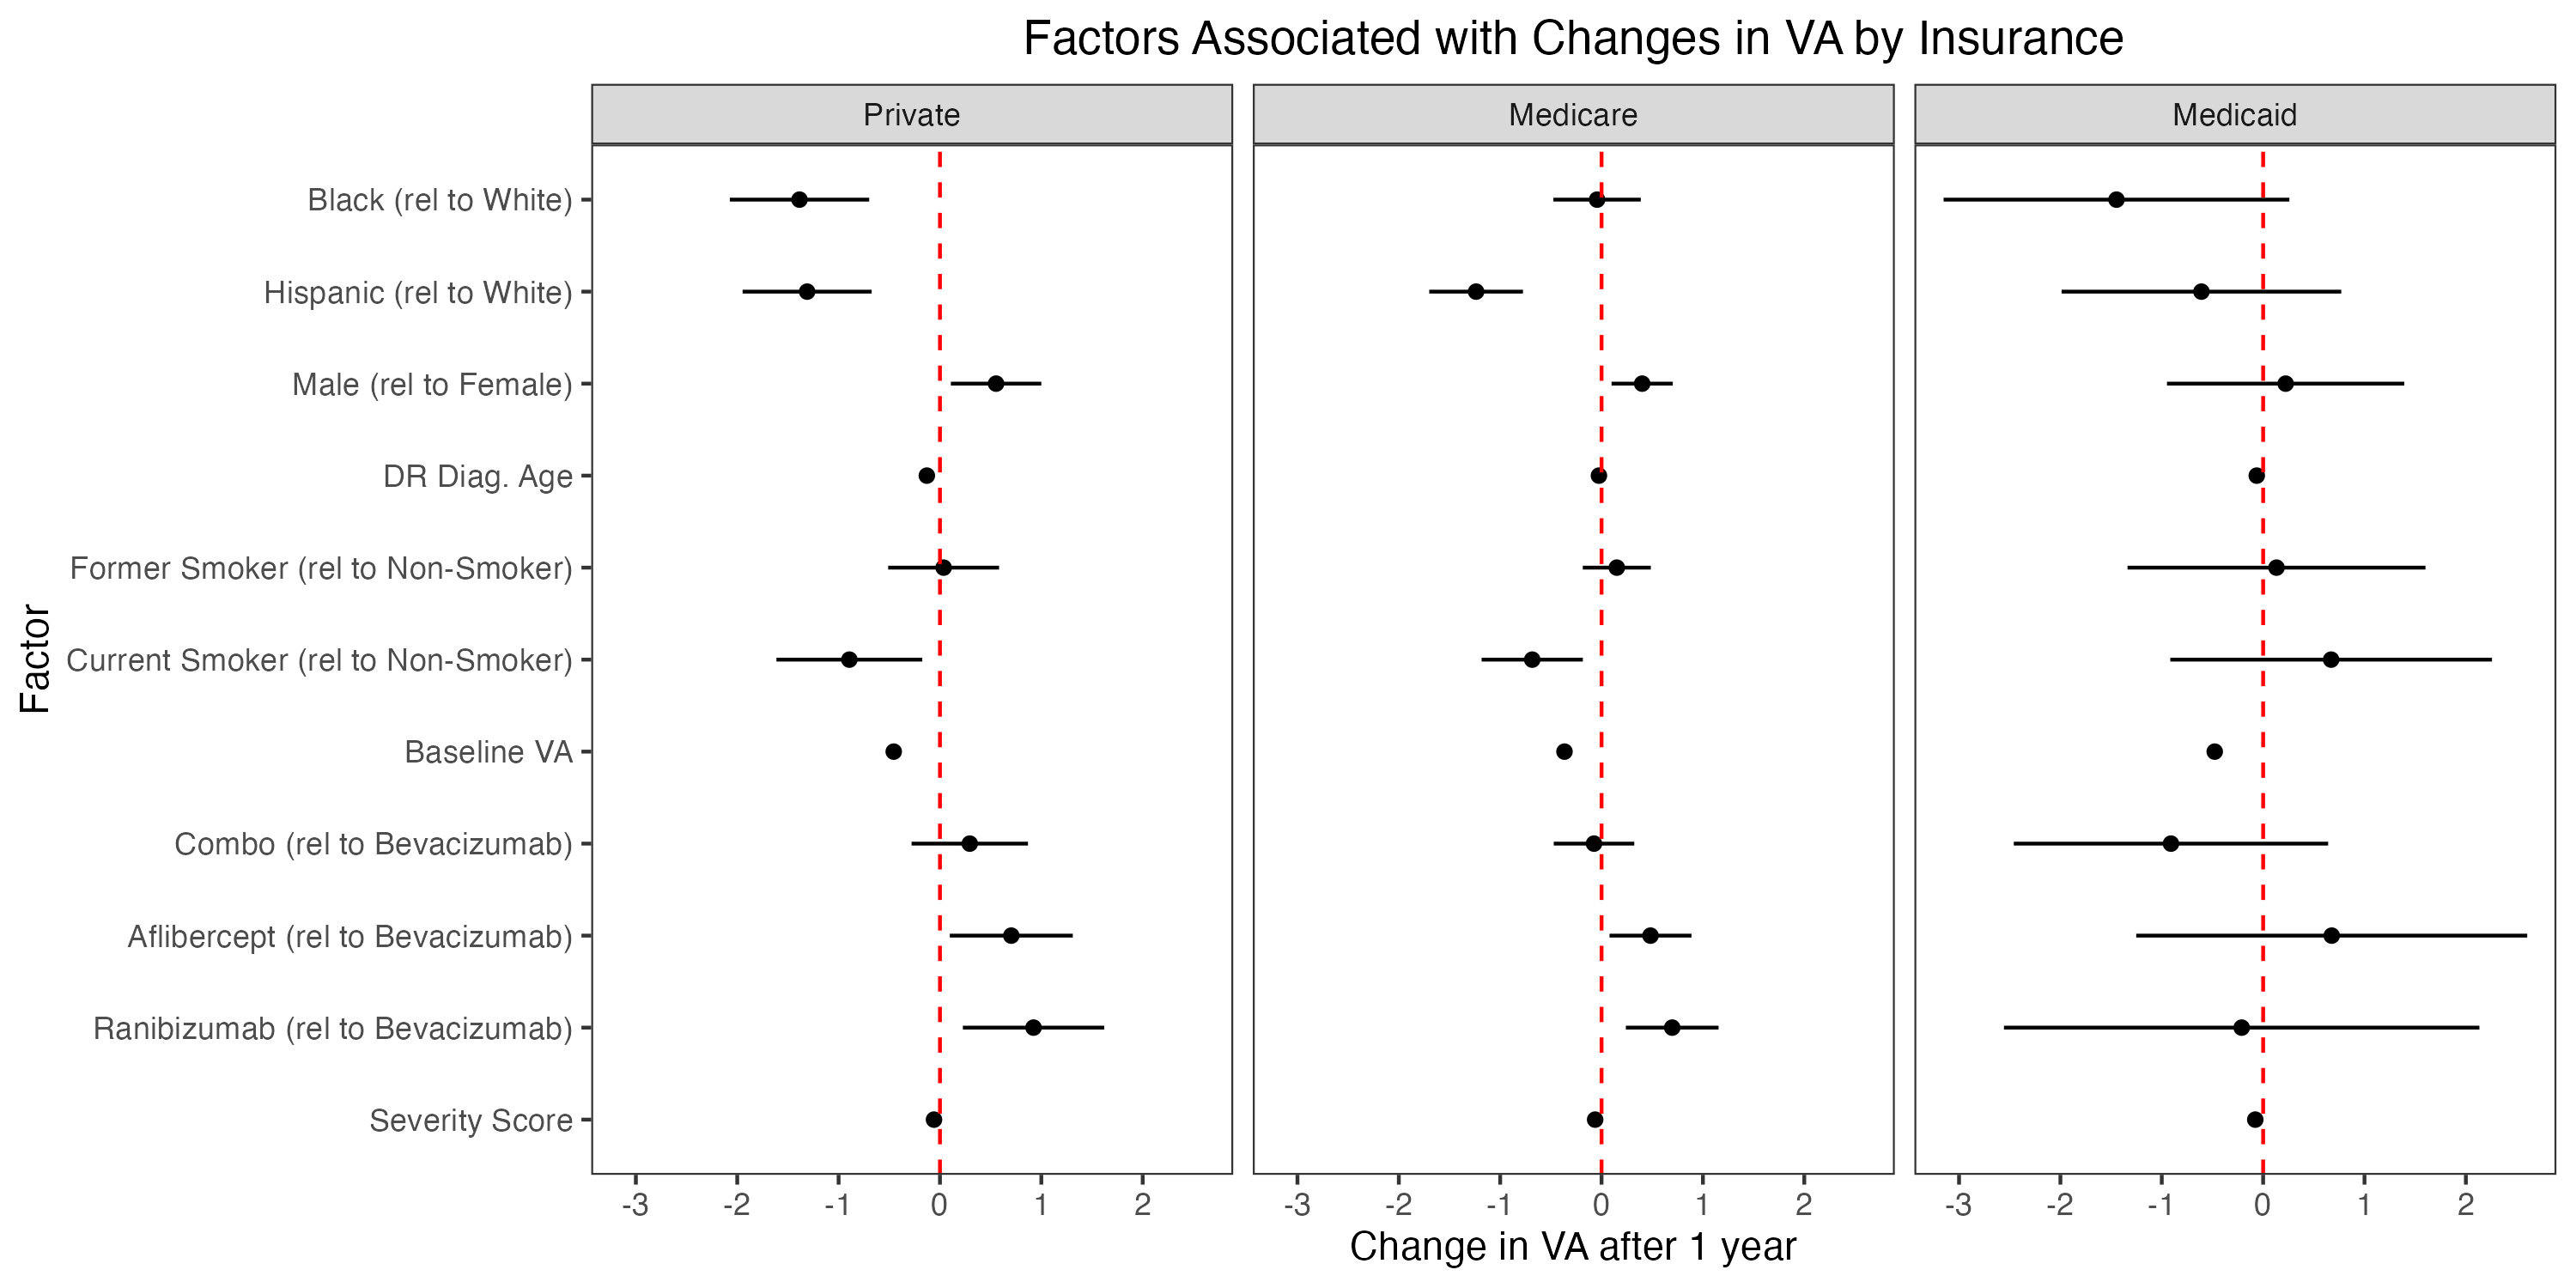 Factors Associated with Changes in VA by Insurance
Private
Medicare
Medicaid
Factor
Black (rel to White)
Hispanic (rel to White)
Male (rel to Female)
DR Diag. Age
Former Smoker (rel to Non-Smoker)
Current Smoker (rel to Non-Smoker)
Baseline VA
Combo (rel to Bevacizumab)
Aflibercept (rel to Bevacizumab)
Ranibizumab (rel to Bevacizumab)
Severity Score
-3 -2 -1 0 1 2
-3 -2 -1 0 1 2
-3 -2 -1 0 1 2
Change in VA after 1 year